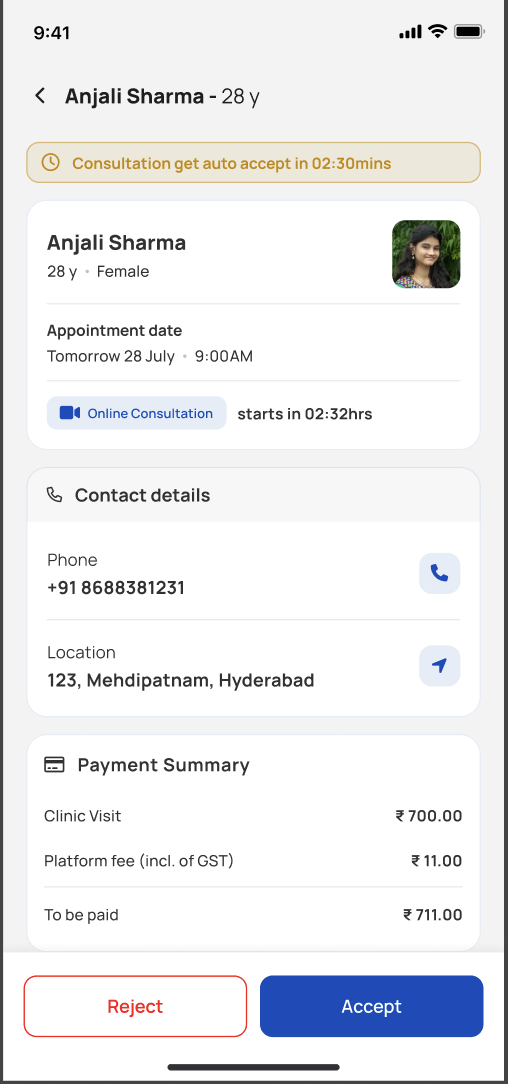 9:41
Anjali Sharma - 28 y
Consultation get auto accept in 02:30mins
Anjali Sharma
28 y • Female
Appointment date
Tomorrow 28 July • 9:00AM
Online Consultation starts in 02:32hrs
Contact details
Phone
+91 8688381231
Location
123, Mehdipatnam, Hyderabad
Payment Summary
Clinic Visit ₹ 700.00
Platform fee (incl. of GST) ₹ 11.00
To be paid ₹ 711.00
Reject Accept